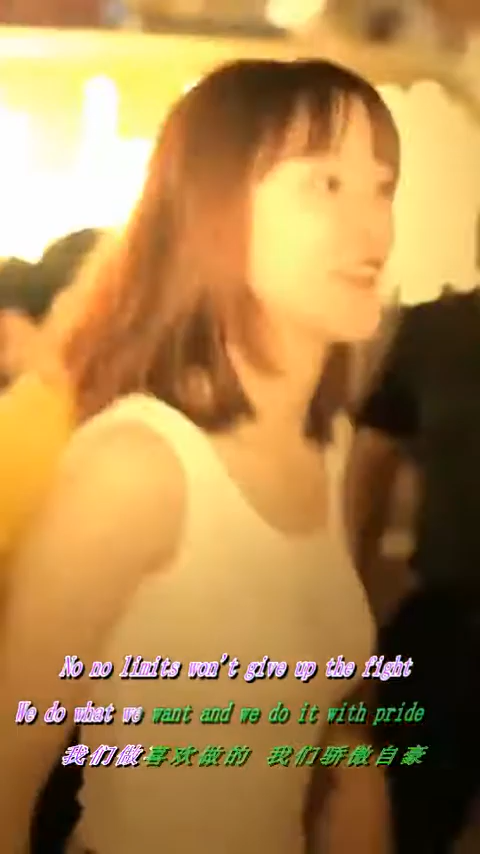 No no limits won't give up the fight
We do what we want and we do it with pride
我们做喜欢做的 我们骄傲自豪